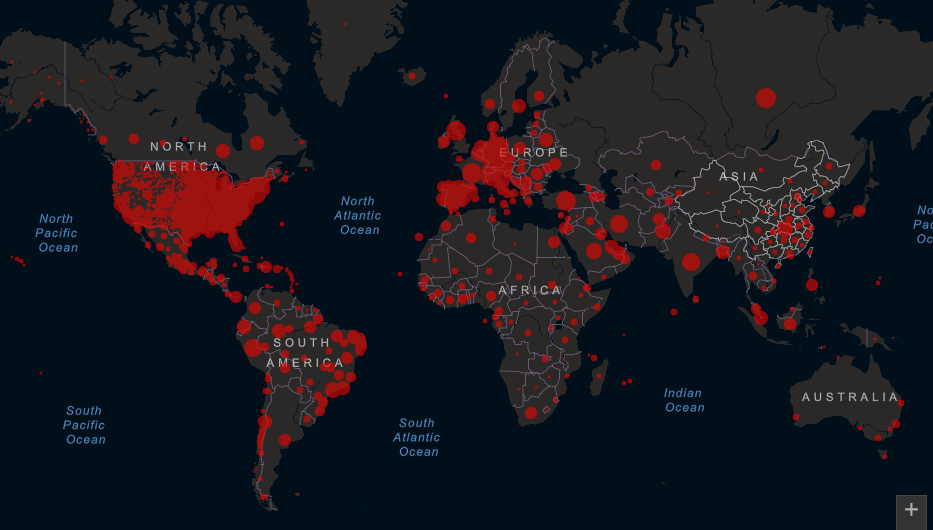 NORTH
AMERICA
EUROPE
ASIA
North
Pacific
Ocean
North
Atlantic
Ocean
No
Pac
Oc
AFRICA
SOUTH
AMERICA
Indian
Ocean
AUSTRALIA
South
Pacific
Ocean
South
Atlantic
Ocean
+